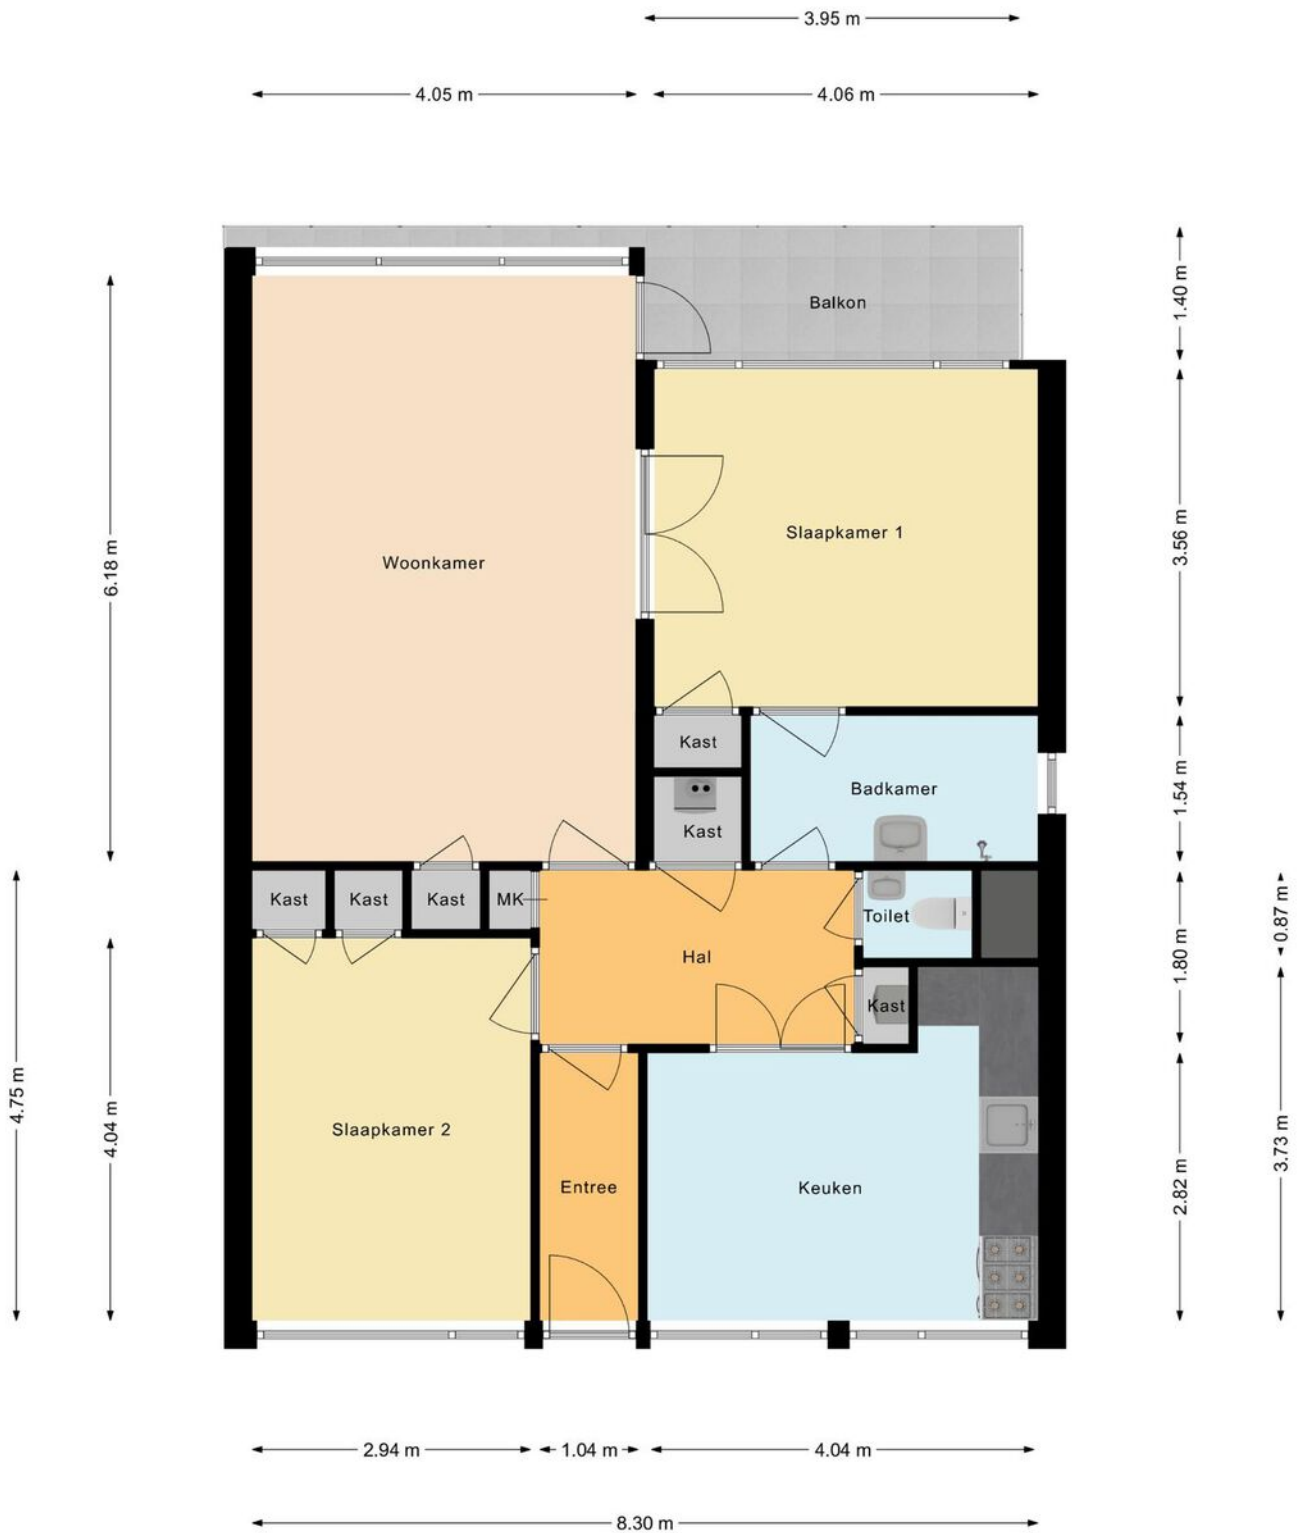 3.95 m
4.05 m
4.06 m
Balkon
1.40 m
Slaapkamer 1
3.56 m
Woonkamer
6.18 m
Kast
Badkamer
1.54 m
Kast
Kast
Kast
Kast
MK
Toilet
0.87 m
Hal
1.80 m
Kast
4.75 m
4.04 m
Slaapkamer 2
Entree
Keuken
2.82 m
3.73 m
2.94 m
1.04 m
4.04 m
8.30 m